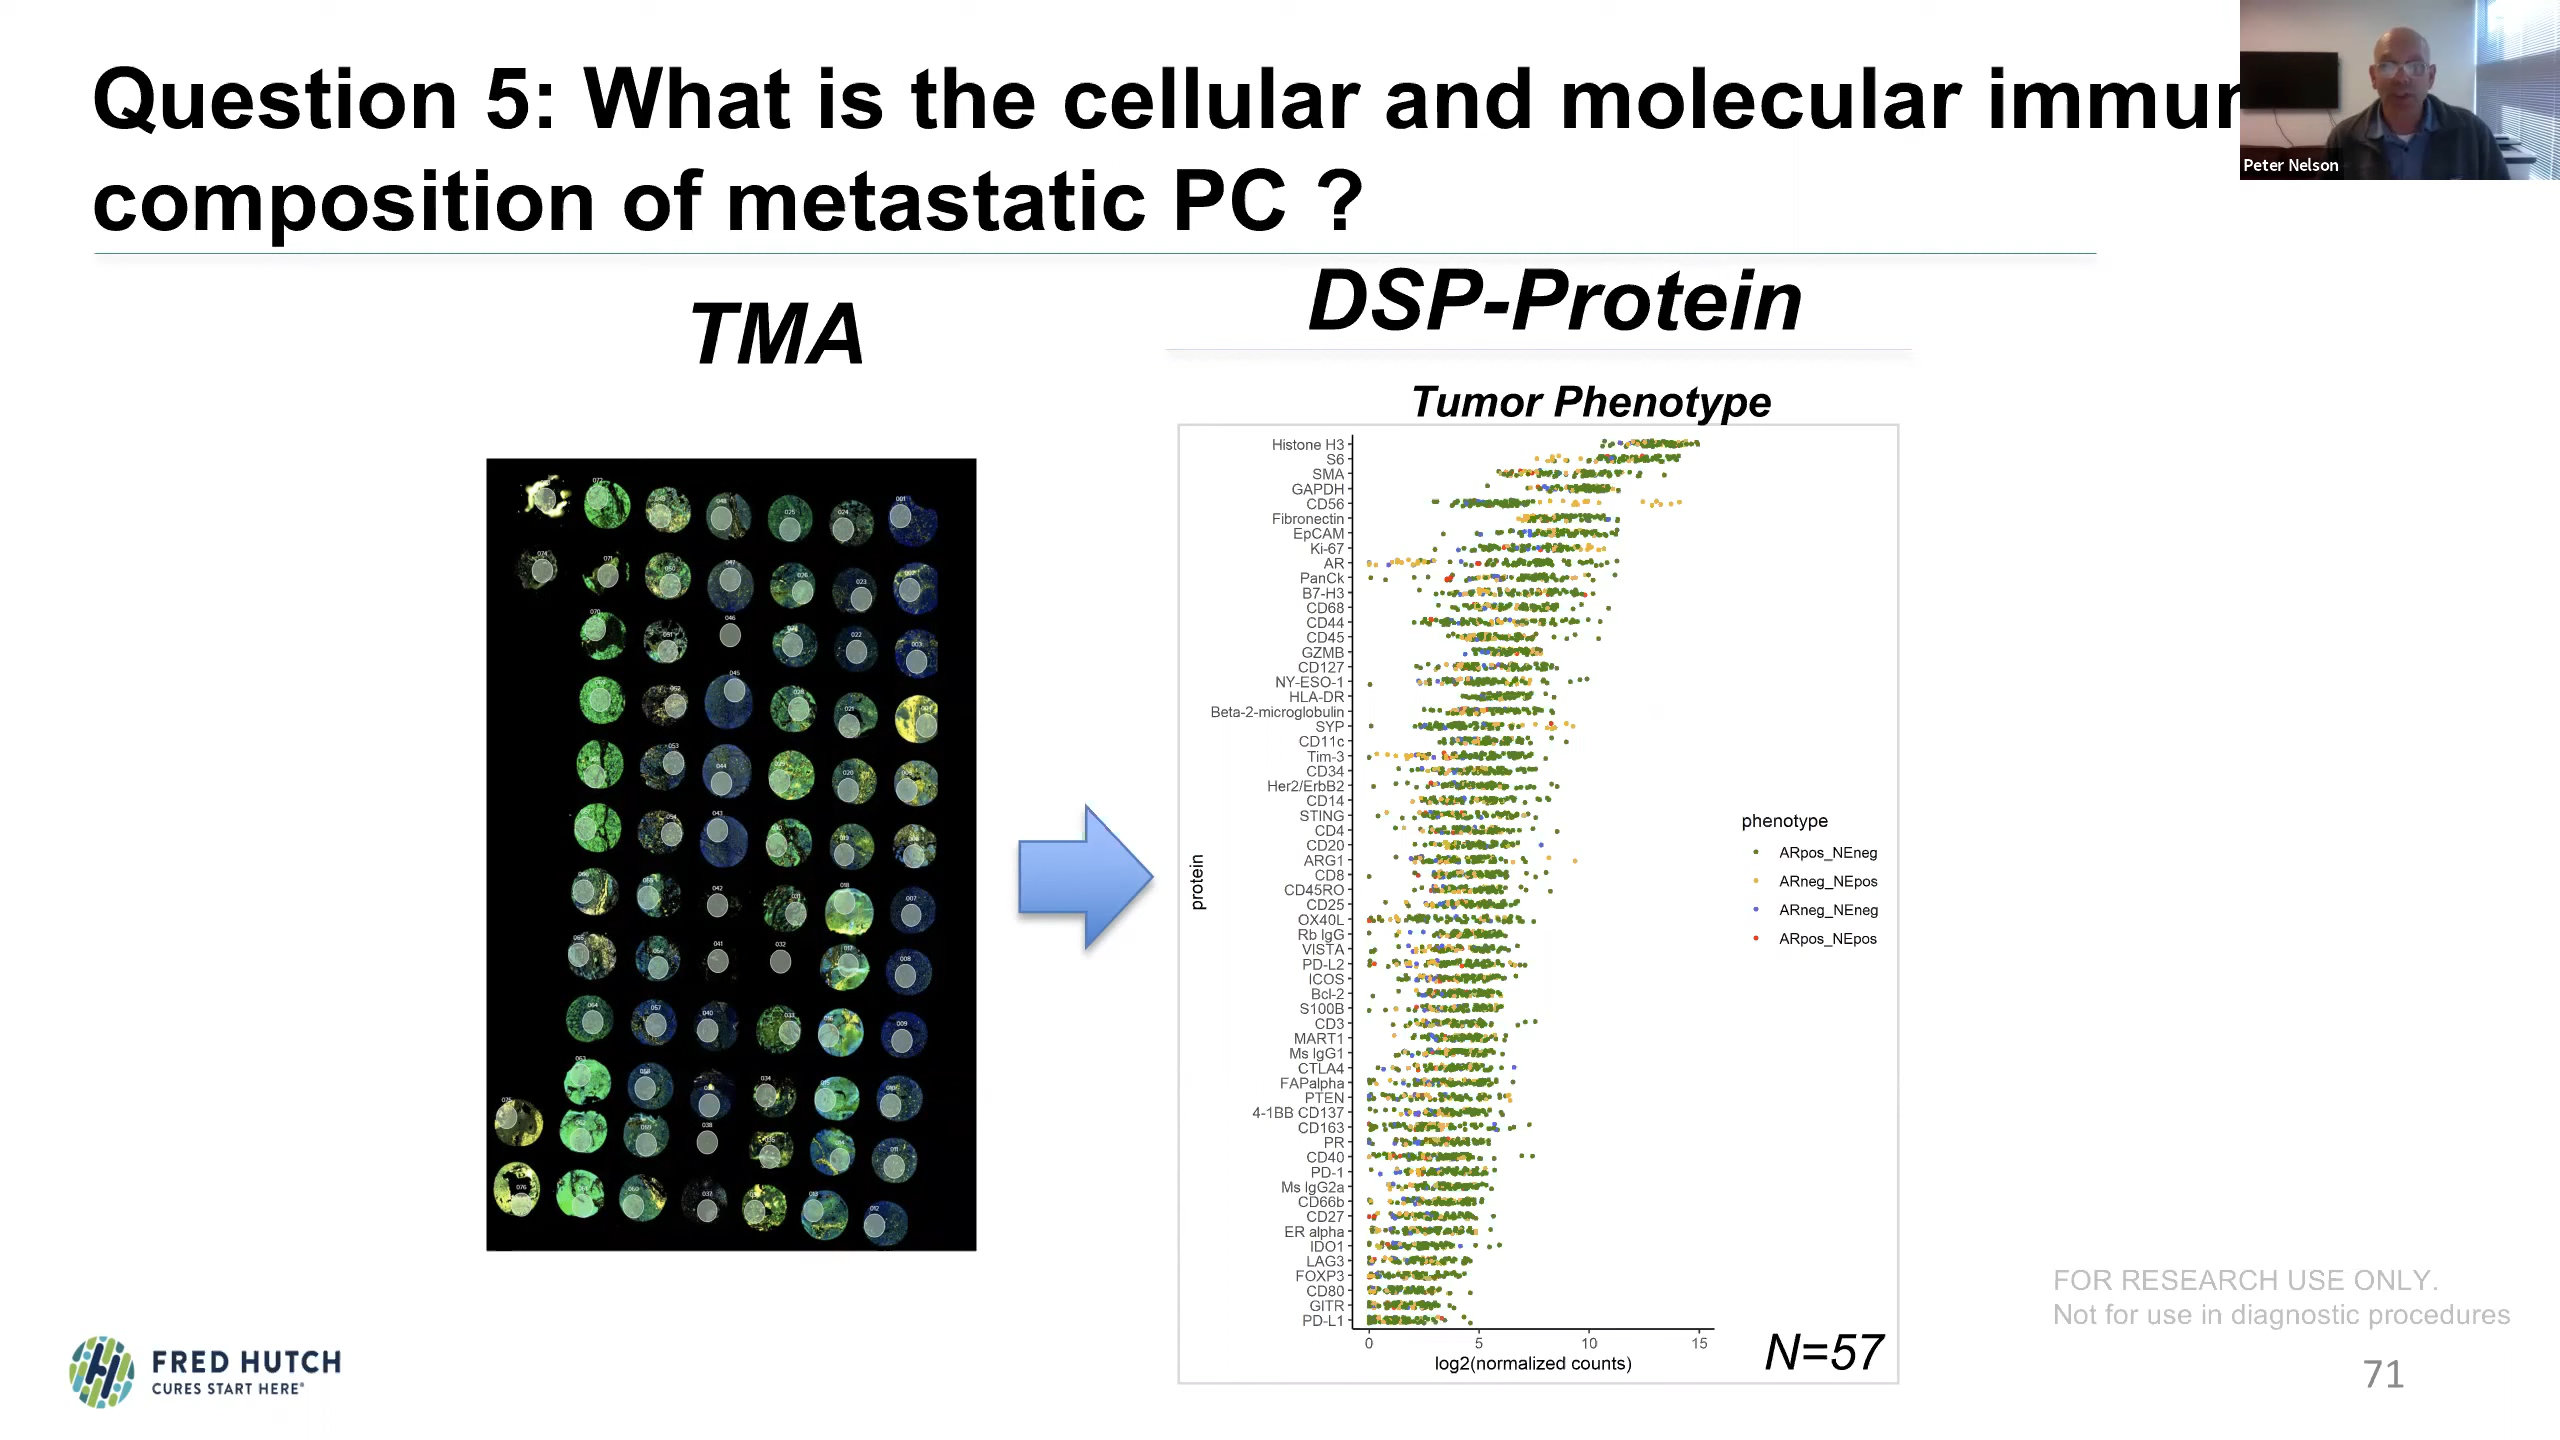 Question 5: What is the cellular and molecular immun
composition of metastatic PC ?
Peter Nelson
TMA
DSP-Protein
Tumor Phenotype
Histone H3
S6
SMA
GAPDH
CD56
Fibronectin
EpCAM
Ki-67
AR
PanCk
B7-H3
CD68
CD44
CD45
GZMB
CD127
NY-ESO-1
HLA-DR
Beta-2-microglobulin
SYP
CD11c
Tim-3
CD34
Her2/ErbB2
CD14
STING
CD4
CD20
ARG1
CD8
CD45RO
CD25
OX40L
Rb IgG
VISTA
PD-L2
ICOS
Bcl-2
S100B
CD3
MART1
Ms IgG1
CTLA4
FAPalpha
PTEN
4-1BB CD137
CD163
PR
CD40
PD-1
Ms IgG2a
CD66b
CD27
ER alpha
IDO1
LAG3
FOXP3
CD80
GITR
PD-L1
protein
0 5 10 15
log2(normalized counts)
phenotype
ARpos_NEneg
ARneg_NEpos
ARneg_NEneg
ARpos_NEpos
N=57
FOR RESEARCH USE ONLY.
Not for use in diagnostic procedures
FRED HUTCH
CURES START HERE®
71